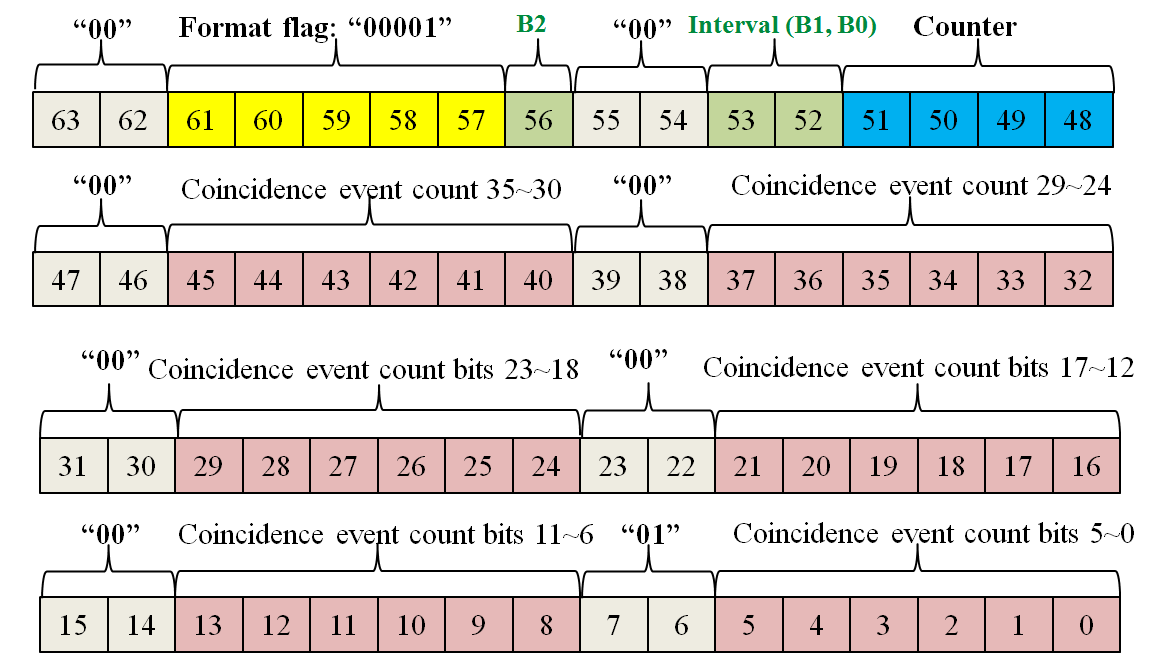 “00” Format flag: “00001” B2 “00” Interval (B1, B0) Counter
63 62 61 60 59 58 57 56 55 54 53 52 51 50 49 48
“00” Coincidence event count 35~30 “00” Coincidence event count 29~24
47 46 45 44 43 42 41 40 39 38 37 36 35 34 33 32
“00” Coincidence event count bits 23~18 “00” Coincidence event count bits 17~12
31 30 29 28 27 26 25 24 23 22 21 20 19 18 17 16
“00” Coincidence event count bits 11~6 “01” Coincidence event count bits 5~0
15 14 13 12 11 10 9 8 7 6 5 4 3 2 1 0